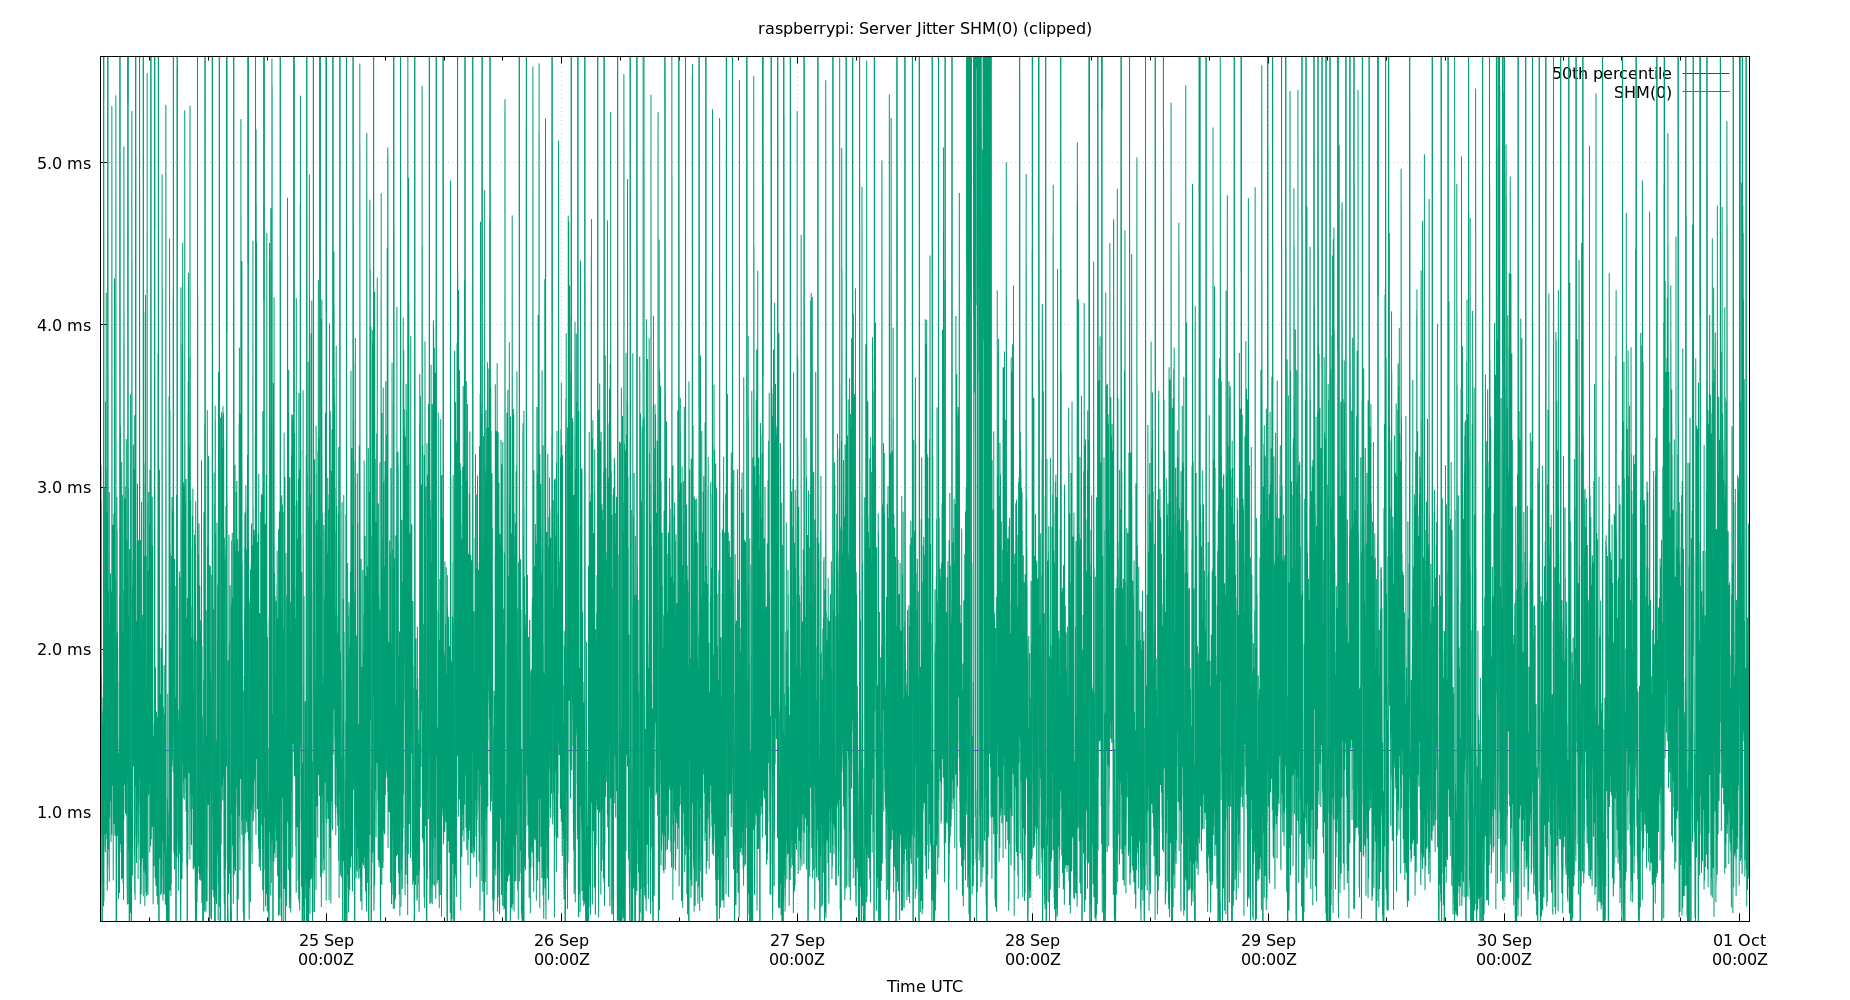 raspberrypi: Server Jitter SHM(0) (clipped)
50th percentile
SHM(0)
5.0 ms
4.0 ms
3.0 ms
2.0 ms
1.0 ms
25 Sep 26 Sep 27 Sep 28 Sep 29 Sep 30 Sep 01 Oct
00:00Z 00:00Z 00:00Z 00:00Z 00:00Z 00:00Z 00:00Z
Time UTC